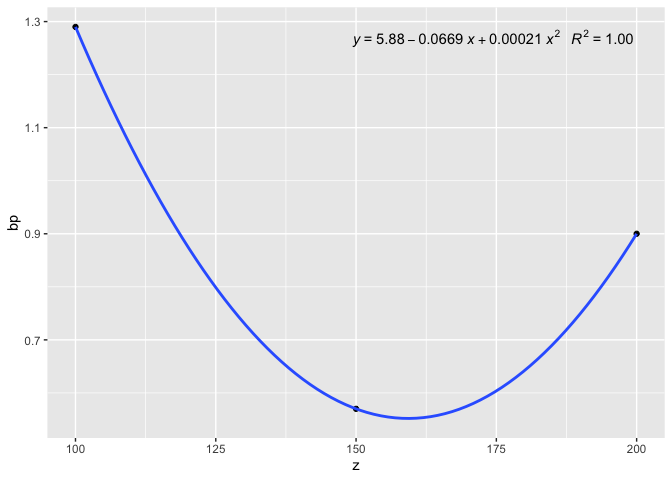 1.3
y = 5.88 – 0.0669 x + 0.00021 x² R² = 1.00
1.1
bp
0.9
0.7
100 125 150 175 200
z